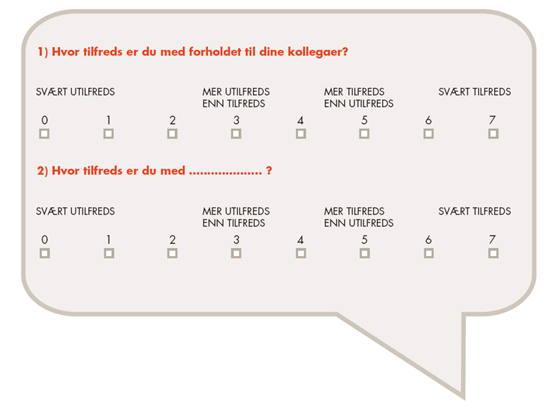 1) Hvor tilfreds er du med forholdet til dine kollegaer?
SVÆRT UTILFREDS MER UTILFREDS MER TILFREDS SVÆRT TILFREDS
ENN TILFREDS ENN UTILFREDS
0 1 2 3 4 5 6 7
2) Hvor tilfreds er du med .................... ?
SVÆRT UTILFREDS MER UTILFREDS MER TILFREDS SVÆRT TILFREDS
ENN TILFREDS ENN UTILFREDS
0 1 2 3 4 5 6 7